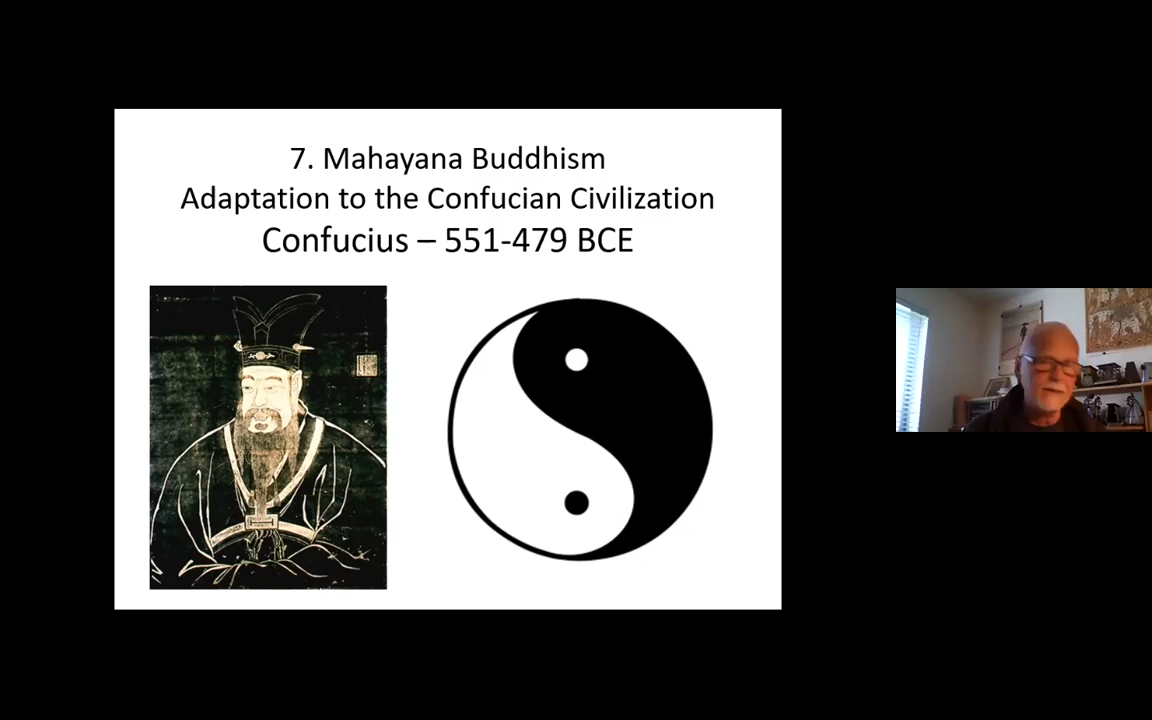 7. Mahayana Buddhism
Adaptation to the Confucian Civilization
Confucius – 551-479 BCE